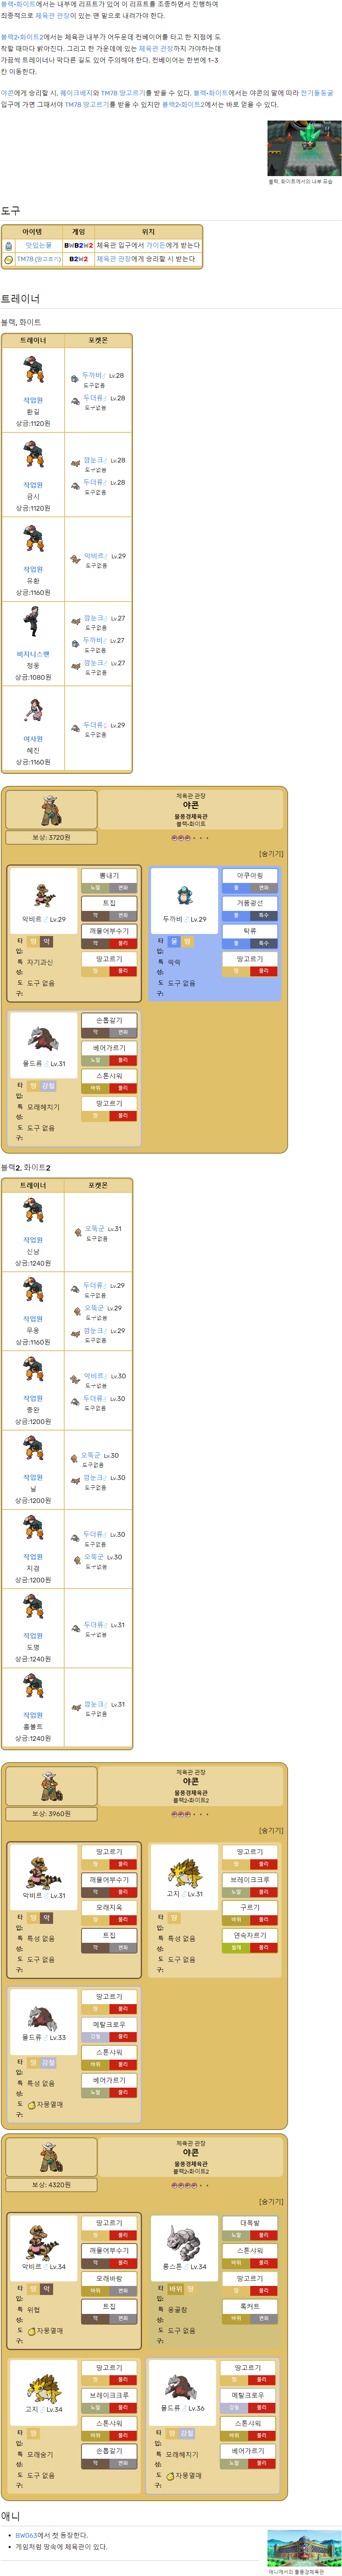 블랙·화이트에서는 내부에 리프트가 있어 이 리프트를 조종하면서 진행하여
최종적으로 체육관 관장이 있는 맨 밑으로 내려가야 한다.
블랙2·화이트2에서는 체육관 내부가 어두운데 컨베이어를 타고 한 지점에 도
착할 때마다 밝아진다. 그리고 한 가운데에 있는 체육관 관장까지 가야하는데
가끔씩 트레이너나 막다른 길도 있어 주의해야 한다. 컨베이어는 한번에 1~3
칸 이동한다.
야콘에게 승리할 시, 퀘이크배지와 TM78 땅고르기를 받을 수 있다. 블랙·화이트에서는 야콘의 말에 따라 전기돌동굴
입구에 가면 그때서야 TM78 땅고르기를 받을 수 있지만 블랙2·화이트2에서는 바로 얻을 수 있다.
블랙, 화이트에서의 내부 모습
도구
아이템 게임 위치
맛있는물 BWB2W2 체육관 입구에서 가이든에게 받는다
TM78 (땅고르기) B2W2 체육관 관장에게 승리할 시 받는다
트레이너
블랙, 화이트
트레이너 포켓몬
작업원
환길
상금:1120원
두까비♂ Lv.28
도구없음
두더류♂ Lv.28
도구없음
작업원
금시
상금:1120원
깜눈크♂ Lv.28
도구없음
두더류♂ Lv.28
도구없음
작업원
유환
상금:1160원
악비르♂ Lv.29
도구없음
비지니스맨
정웅
상금:1080원
깜눈크♂ Lv.27
도구없음
두까비♂ Lv.27
도구없음
깜눈크♂ Lv.27
도구없음
여사원
혜진
상금:1160원
두더류♀ Lv.29
도구없음
체육관 관장
야콘
물풍경체육관
블랙·화이트
보상: 3720원
[숨기기]
악비르♂Lv.29
타입: 땅 악
특성: 자기과신
도구: 도구 없음
뽐내기
노말 변화
트집
악 변화
깨물어부수기
악 물리
땅고르기
땅 물리
두까비♂Lv.29
타입: 물 땅
특성: 촉촉
도구: 도구 없음
아쿠아링
물 변화
거품광선
물 특수
탁류
물 특수
땅고르기
땅 물리
몰드류♂Lv.31
타입: 땅 강철
특성: 모래헤치기
도구: 도구 없음
손톱갈기
악 변화
베어가르기
노말 물리
스톤샤워
바위 물리
땅고르기
땅 물리
블랙2, 화이트2
트레이너 포켓몬
작업원
신남
상금:1240원
으뚝군 Lv.31
도구없음
작업원
무웅
상금:1160원
두더류♂ Lv.29
도구없음
으뚝군 Lv.29
도구없음
깜눈크♂ Lv.29
도구없음
작업원
중완
상금:1200원
악비르♂ Lv.30
도구없음
두더류♂ Lv.30
도구없음
작업원
닐
상금:1200원
으뚝군 Lv.30
도구없음
깜눈크♂ Lv.30
도구없음
작업원
지겸
상금:1200원
두더류♂ Lv.30
도구없음
으뚝군 Lv.30
도구없음
작업원
도명
상금:1240원
두더류♂ Lv.31
도구없음
작업원
홈볼트
상금:1240원
깜눈크♂ Lv.31
도구없음
체육관 관장
야콘
물풍경체육관
블랙2·화이트2
보상: 3960원
[숨기기]
악비르♂Lv.31
타입: 땅 악
특성: 특성 없음
도구: 도구 없음
땅고르기
땅 물리
깨물어부수기
악 물리
모래지옥
땅 물리
트집
악 변화
고지♂Lv.31
타입: 땅
특성: 특성 없음
도구: 도구 없음
땅고르기
땅 물리
브레이크크루
노말 물리
구르기
바위 물리
연속자르기
벌레 물리
몰드류♂Lv.33
타입: 땅 강철
특성: 특성 없음
도구: 자뭉열매
땅고르기
땅 물리
메탈크로우
강철 물리
스톤샤워
바위 물리
베어가르기
노말 물리
체육관 관장
야콘
물풍경체육관
블랙2·화이트2
보상: 4320원
[숨기기]
악비르♂Lv.34
타입: 땅 악
특성: 위협
도구: 자뭉열매
땅고르기
땅 물리
깨물어부수기
악 물리
모래바람
바위 변화
트집
악 변화
롱스톤♂Lv.34
타입: 바위 땅
특성: 옹골참
도구: 도구 없음
대폭발
노말 물리
스톤샤워
바위 물리
땅고르기
땅 물리
록커트
바위 변화
고지♂Lv.34
타입: 땅
특성: 모래숨기
도구: 도구 없음
땅고르기
땅 물리
브레이크크루
노말 물리
스톤샤워
바위 물리
손톱갈기
악 변화
몰드류♂Lv.36
타입: 땅 강철
특성: 모래헤치기
도구: 자뭉열매
땅고르기
땅 물리
메탈크로우
강철 물리
스톤샤워
바위 물리
베어가르기
노말 물리
애니
BW063에서 첫 등장한다.
게임처럼 땅속에 체육관이 있다.
애니에서의 물풍경체육관